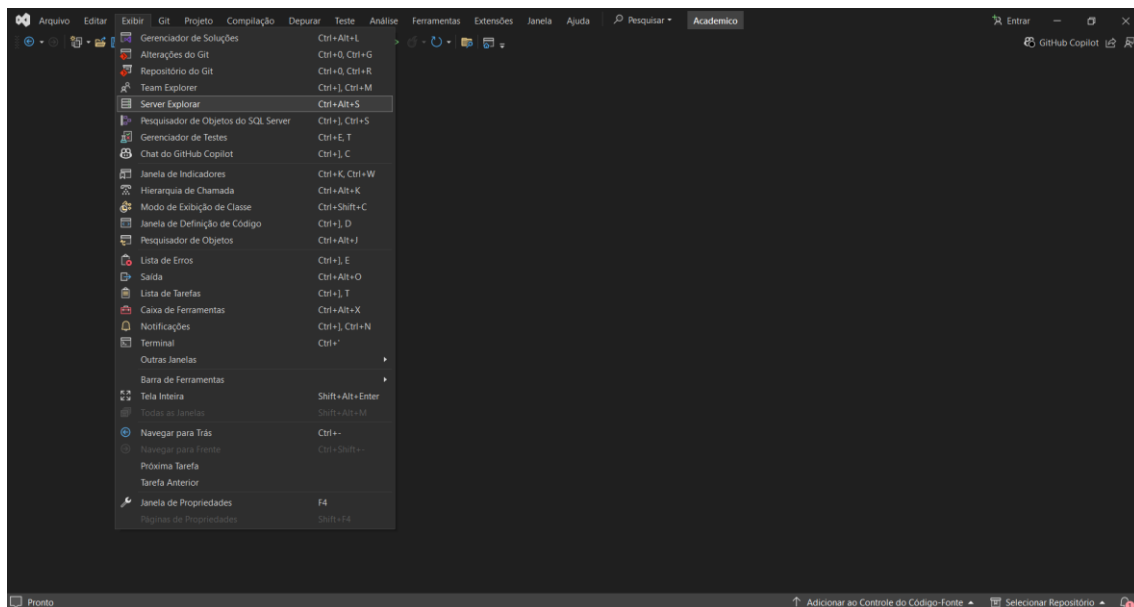 Arquivo Editar Exibir Git Projeto Compilação Depurar Teste Análise Ferramentas Extensões Janela Ajuda Pesquisar Academico Entrar
GitHub Copilot
Gerenciador de Soluções Ctrl+Alt+L
Alterações do Git Ctrl+0, Ctrl+G
Repositório do Git Ctrl+0, Ctrl+R
Team Explorer Ctrl+], Ctrl+M
Server Explorar Ctrl+Alt+S
Pesquisador de Objetos do SQL Server Ctrl+], Ctrl+S
Gerenciador de Testes Ctrl+E, T
Chat do GitHub Copilot Ctrl+], C
Janela de Indicadores Ctrl+K, Ctrl+W
Hierarquia de Chamada Ctrl+Alt+K
Modo de Exibição de Classe Ctrl+Shift+C
Janela de Definição de Código Ctrl+], D
Pesquisador de Objetos Ctrl+Alt+J
Lista de Erros Ctrl+], E
Saída Ctrl+Alt+O
Lista de Tarefas Ctrl+], T
Caixa de Ferramentas Ctrl+Alt+X
Notificações Ctrl+], Ctrl+N
Terminal Ctrl+'
Outras Janelas
Barra de Ferramentas
Tela Inteira Shift+Alt+Enter
Todas as Janelas Shift+Alt+M
Navegar para Trás Ctrl+-
Navegar para Frente Ctrl+Shift+-
Próxima Tarefa
Tarefa Anterior
Janela de Propriedades F4
Páginas de Propriedades Shift+F4
Pronto Adicionar ao Controle do Código-Fonte Selecionar Repositório